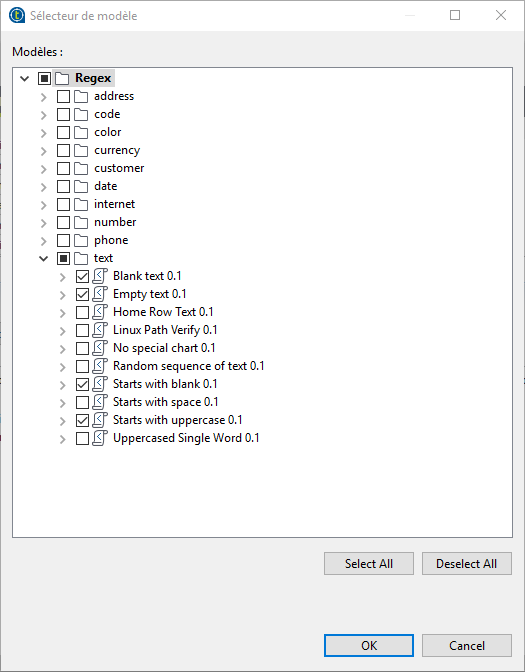 Sélecteur de modèle
Modèles :
Regex
address
code
color
currency
customer
date
internet
number
phone
text
Blank text 0.1
Empty text 0.1
Home Row Text 0.1
Linux Path Verify 0.1
No special chart 0.1
Random sequence of text 0.1
Starts with blank 0.1
Starts with space 0.1
Starts with uppercase 0.1
Uppercased Single Word 0.1
Select All
Deselect All
OK
Cancel